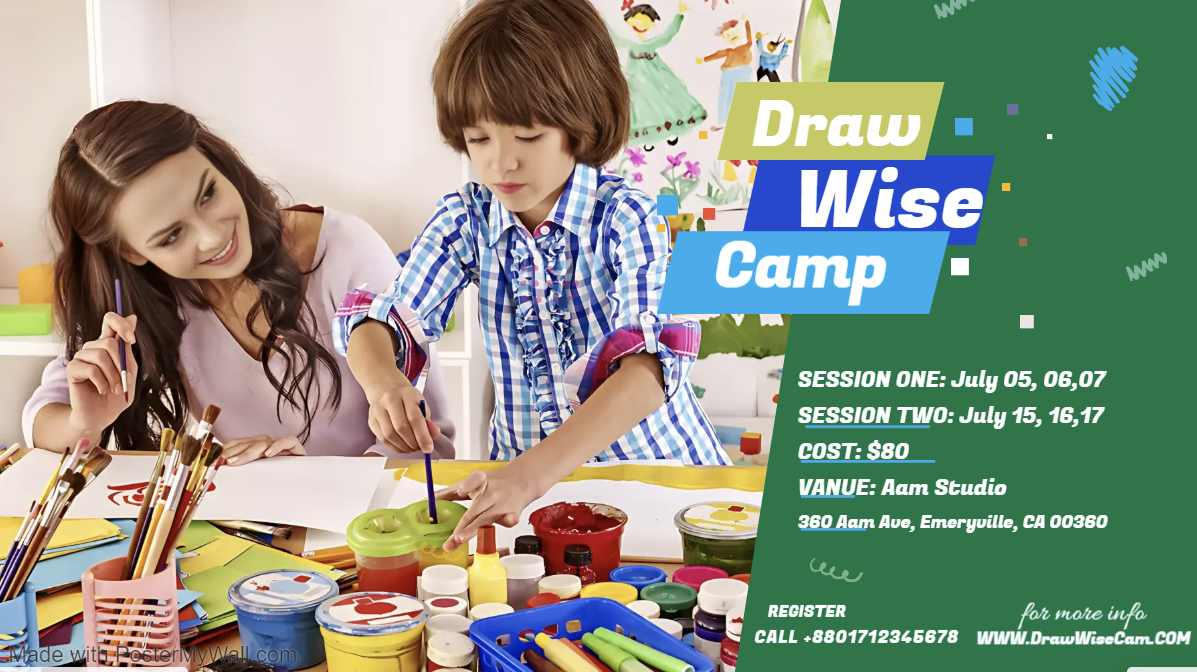 Draw
Wise
Camp
SESSION ONE: July 05, 06,07
SESSION TWO: July 15, 16,17
COST: $80
VANUE: Aam Studio
360 Aam Ave, Emeryville, CA 00360
REGISTER
CALL +8801712345678
for more info
WWW.DrawWiseCam.COM
Made with PosterMyWall.com